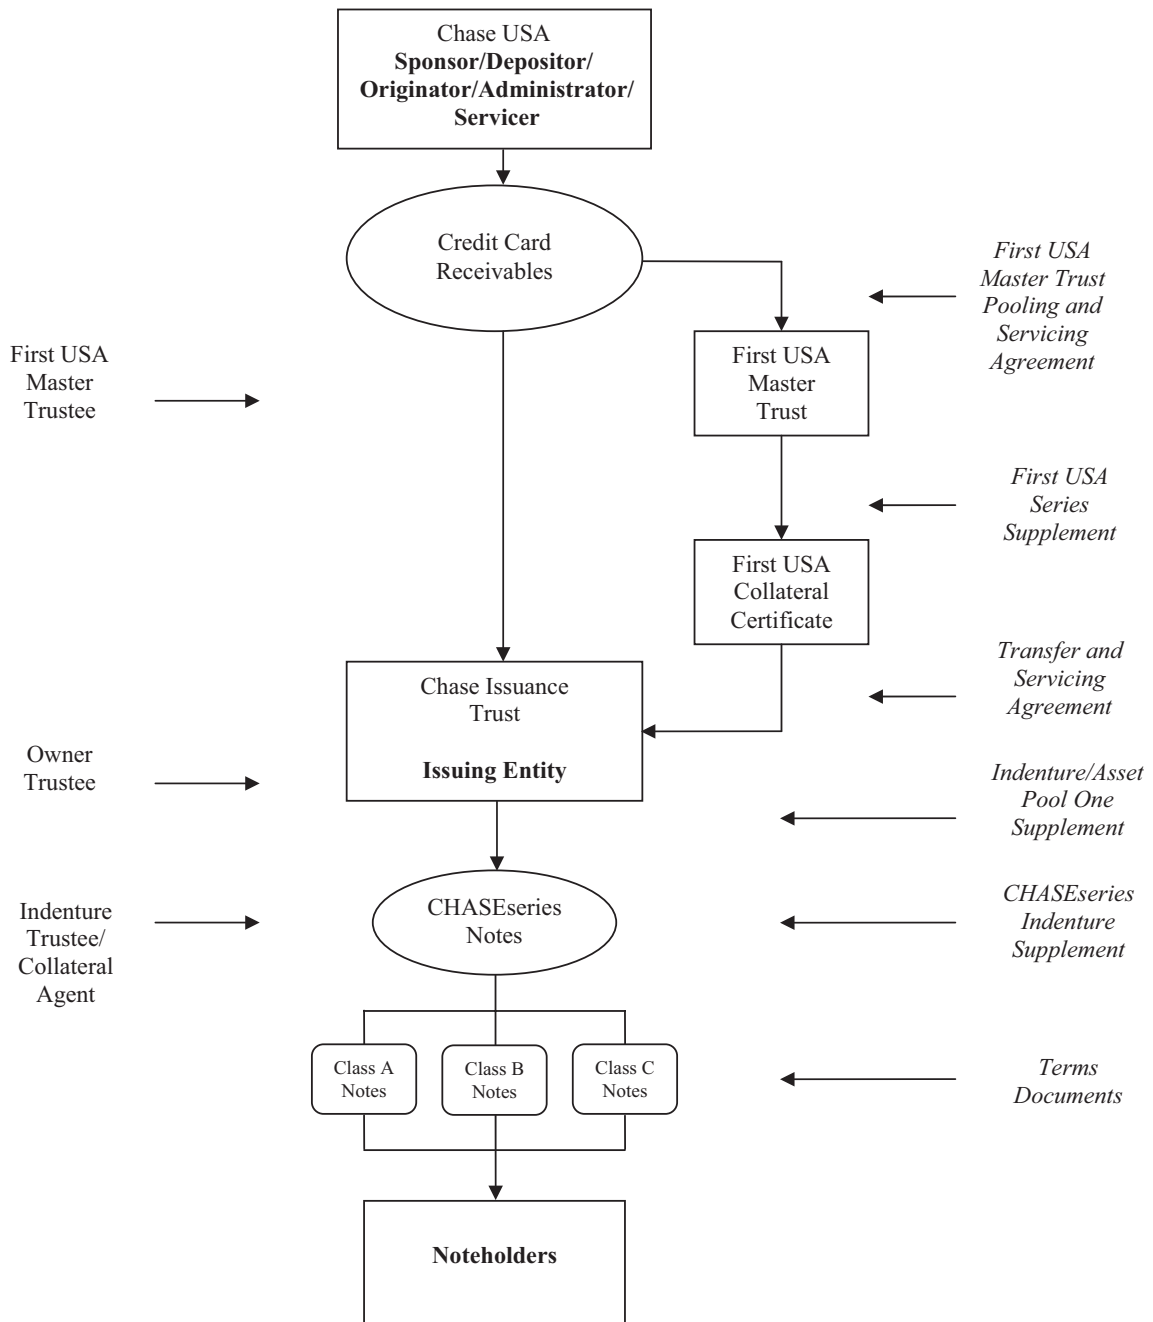 Chase USA
Sponsor/Depositor/
Originator/Administrator/
Servicer
Credit Card
Receivables
First USA
Master Trust
Pooling and
Servicing
Agreement
First USA
Master
Trustee
First USA
Master
Trust
First USA
Series
Supplement
First USA
Collateral
Certificate
Transfer and
Servicing
Agreement
Chase Issuance
Trust
Issuing Entity
Owner
Trustee
Indenture/Asset
Pool One
Supplement
CHASEseries
Notes
Indenture
Trustee/
Collateral
Agent
CHASEseries
Indenture
Supplement
Class A
Notes
Class B
Notes
Class C
Notes
Terms
Documents
Noteholders